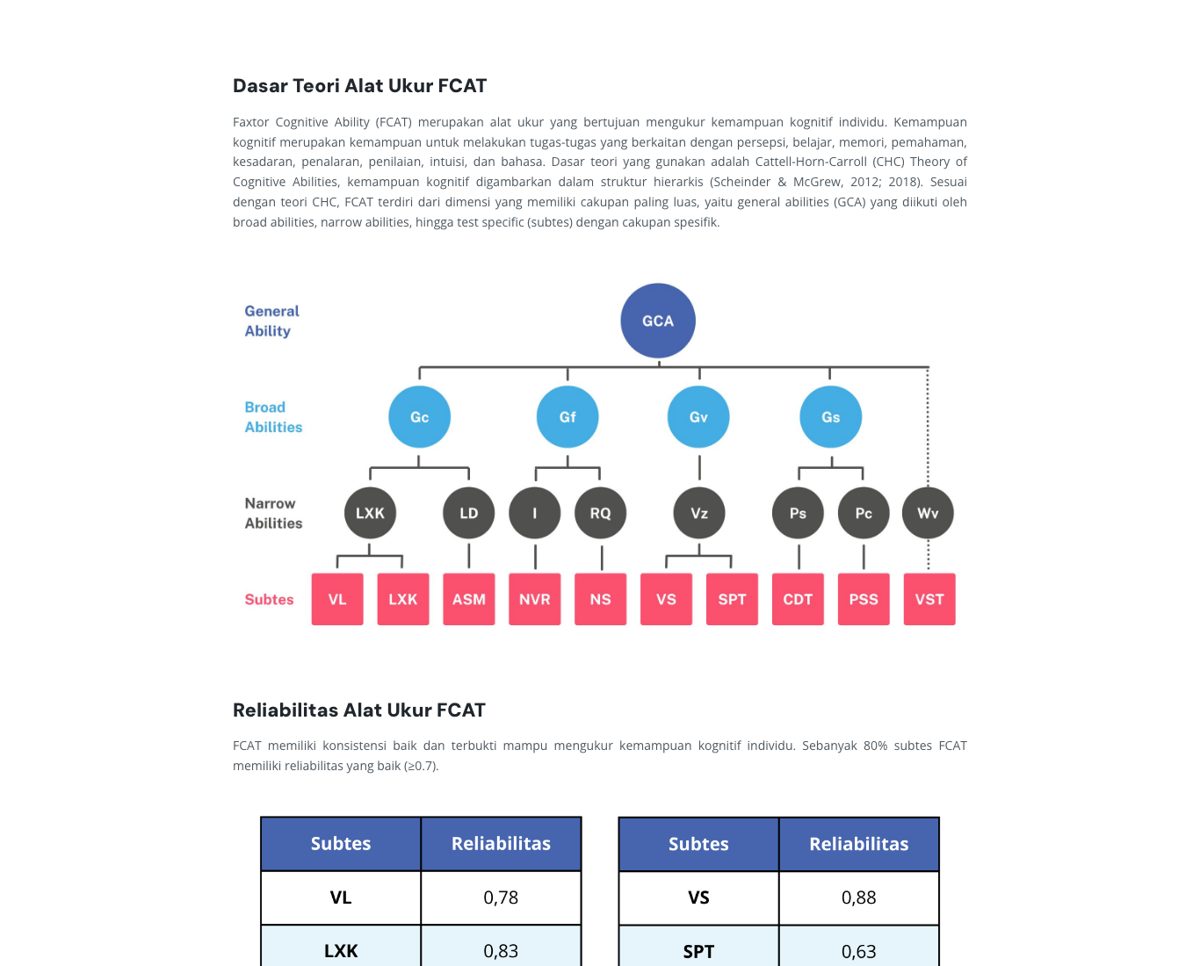 Dasar Teori Alat Ukur FCAT
Faxtor Cognitive Ability (FCAT) merupakan alat ukur yang bertujuan mengukur kemampuan kognitif individu. Kemampuan
kognitif merupakan kemampuan untuk melakukan tugas-tugas yang berkaitan dengan persepsi, belajar, memori, pemahaman,
kesadaran, penalaran, penilaian, intuisi, dan bahasa. Dasar teori yang gunakan adalah Cattell-Horn-Carroll (CHC) Theory of
Cognitive Abilities, kemampuan kognitif digambarkan dalam struktur hierarkis (Scheinder & McGrew, 2012; 2018). Sesuai
dengan teori CHC, FCAT terdiri dari dimensi yang memiliki cakupan paling luas, yaitu general abilities (GCA) yang diikuti oleh
broad abilities, narrow abilities, hingga test specific (subtes) dengan cakupan spesifik.
General
Ability
GCA
Broad
Abilities
Gc Gf Gv Gs
Narrow
Abilities
LXK LD I RQ Vz Ps Pc Wv
Subtes VL LXK ASM NVR NS VS SPT CDT PSS VST
Reliabilitas Alat Ukur FCAT
FCAT memiliki konsistensi baik dan terbukti mampu mengukur kemampuan kognitif individu. Sebanyak 80% subtes FCAT
memiliki reliabilitas yang baik (≥0.7).
Subtes Reliabilitas
VL 0,78
LXK 0,83
Subtes Reliabilitas
VS 0,88
SPT 0,63